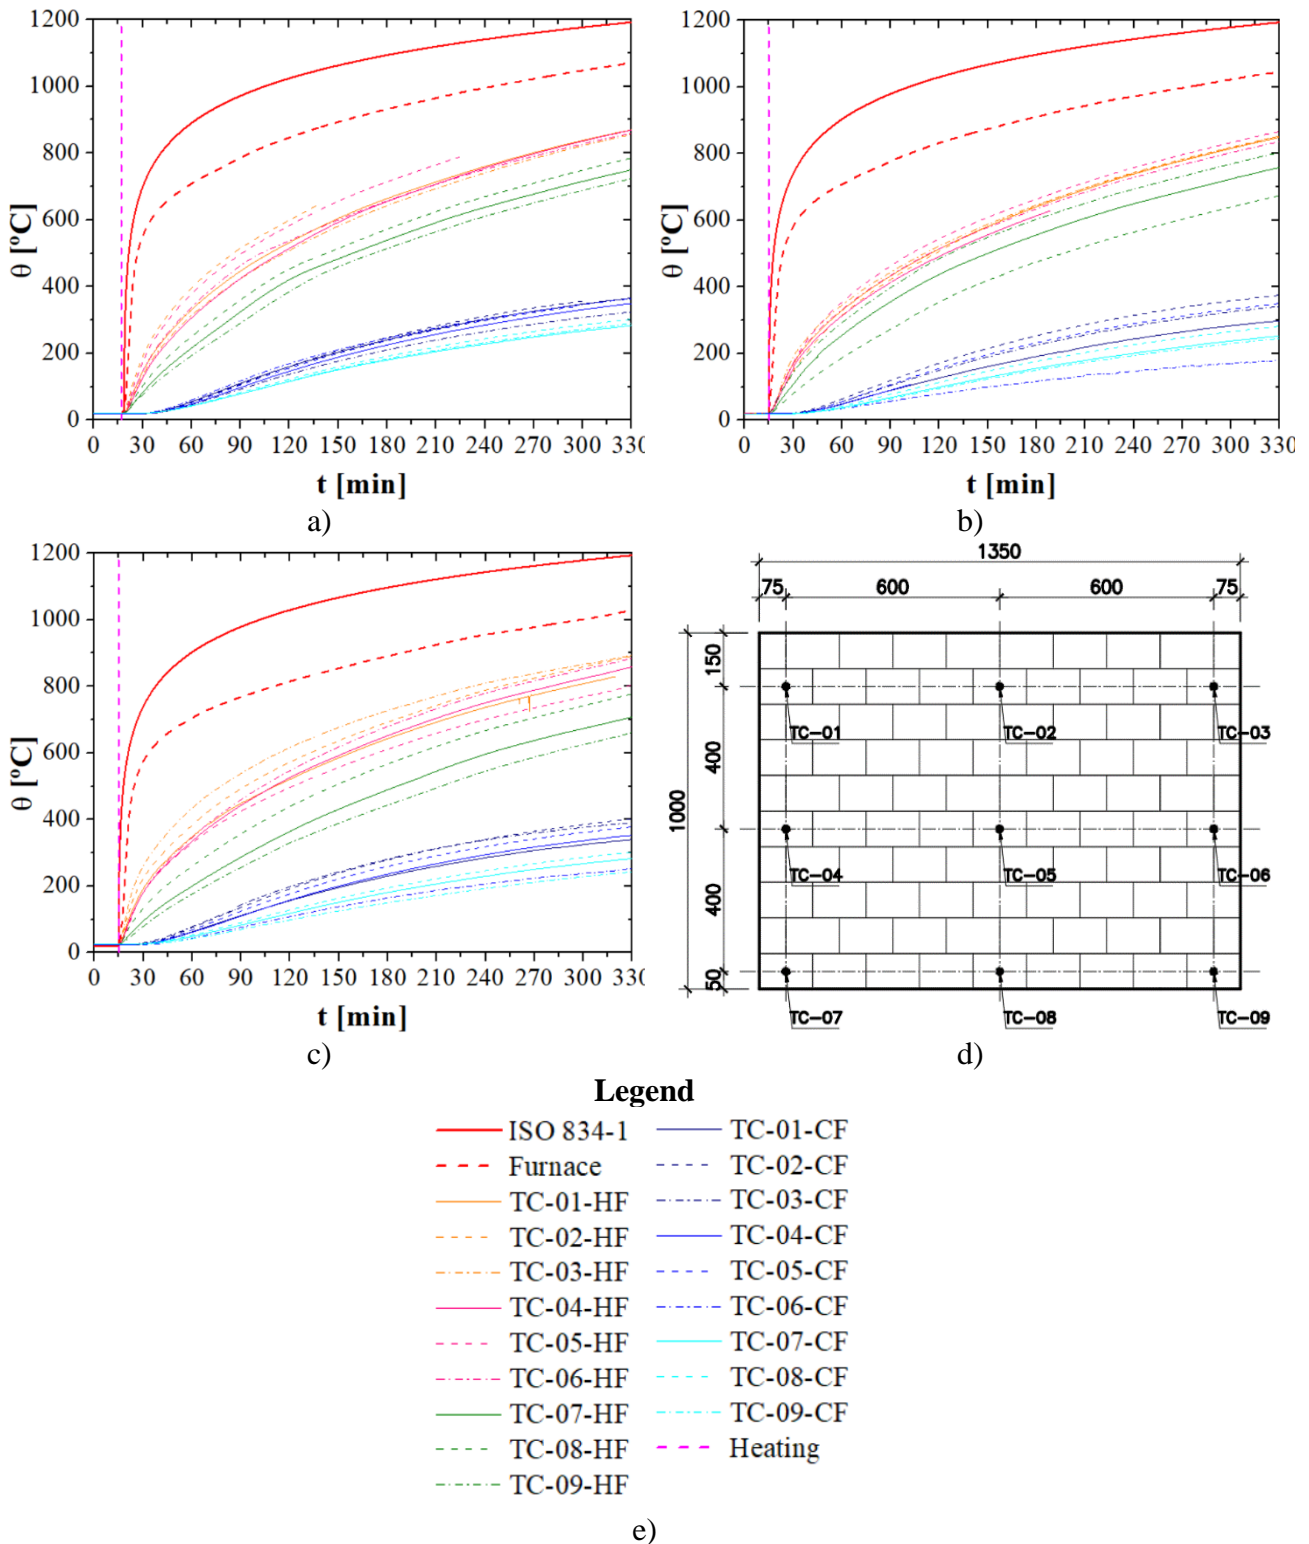 1200
1000
800
600
400
200
0
θ [ºC]
0 30 60 90 120 150 180 210 240 270 300 330
t [min]
a)
1200
1000
800
600
400
200
0
θ [ºC]
0 30 60 90 120 150 180 210 240 270 300 330
t [min]
b)
1200
1000
800
600
400
200
0
θ [ºC]
0 30 60 90 120 150 180 210 240 270 300 330
t [min]
c)
1350
75 600 600 75
150
400
1000
400
50
TC-01 TC-02 TC-03
TC-04 TC-05 TC-06
TC-07 TC-08 TC-09
d)
Legend
ISO 834-1
Furnace
TC-01-HF
TC-02-HF
TC-03-HF
TC-04-HF
TC-05-HF
TC-06-HF
TC-07-HF
TC-08-HF
TC-09-HF
TC-01-CF
TC-02-CF
TC-03-CF
TC-04-CF
TC-05-CF
TC-06-CF
TC-07-CF
TC-08-CF
TC-09-CF
Heating
e)